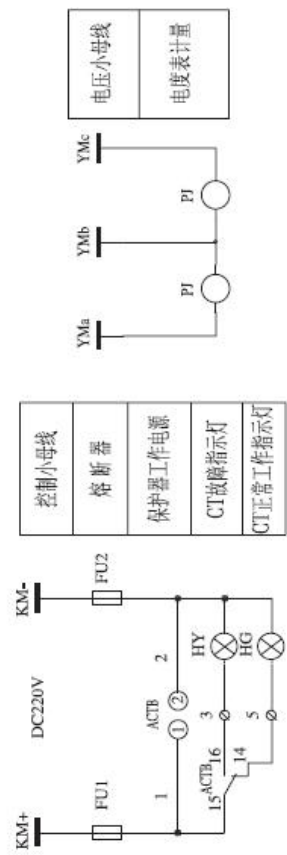 KM+
DC220V
KM-
FU1
FU2
1
ACTB
2
① ②
15
ACTB
16
14
3
HY
5
HG
控制小母线
熔断器
保护器工作电源
CT故障指示灯
CT正常工作指示灯
YMa
YMb
YMc
PJ
PJ
电压小母线
电度表计量